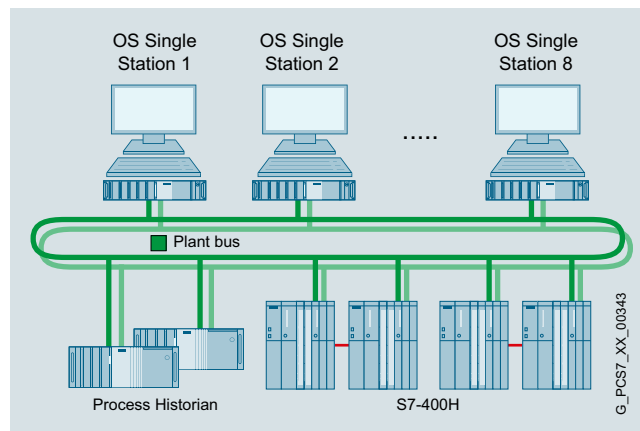 OS Single
Station 1
OS Single
Station 2
OS Single
Station 8
.....
Plant bus
Process Historian
S7-400H
G_PCS7_XX_00343